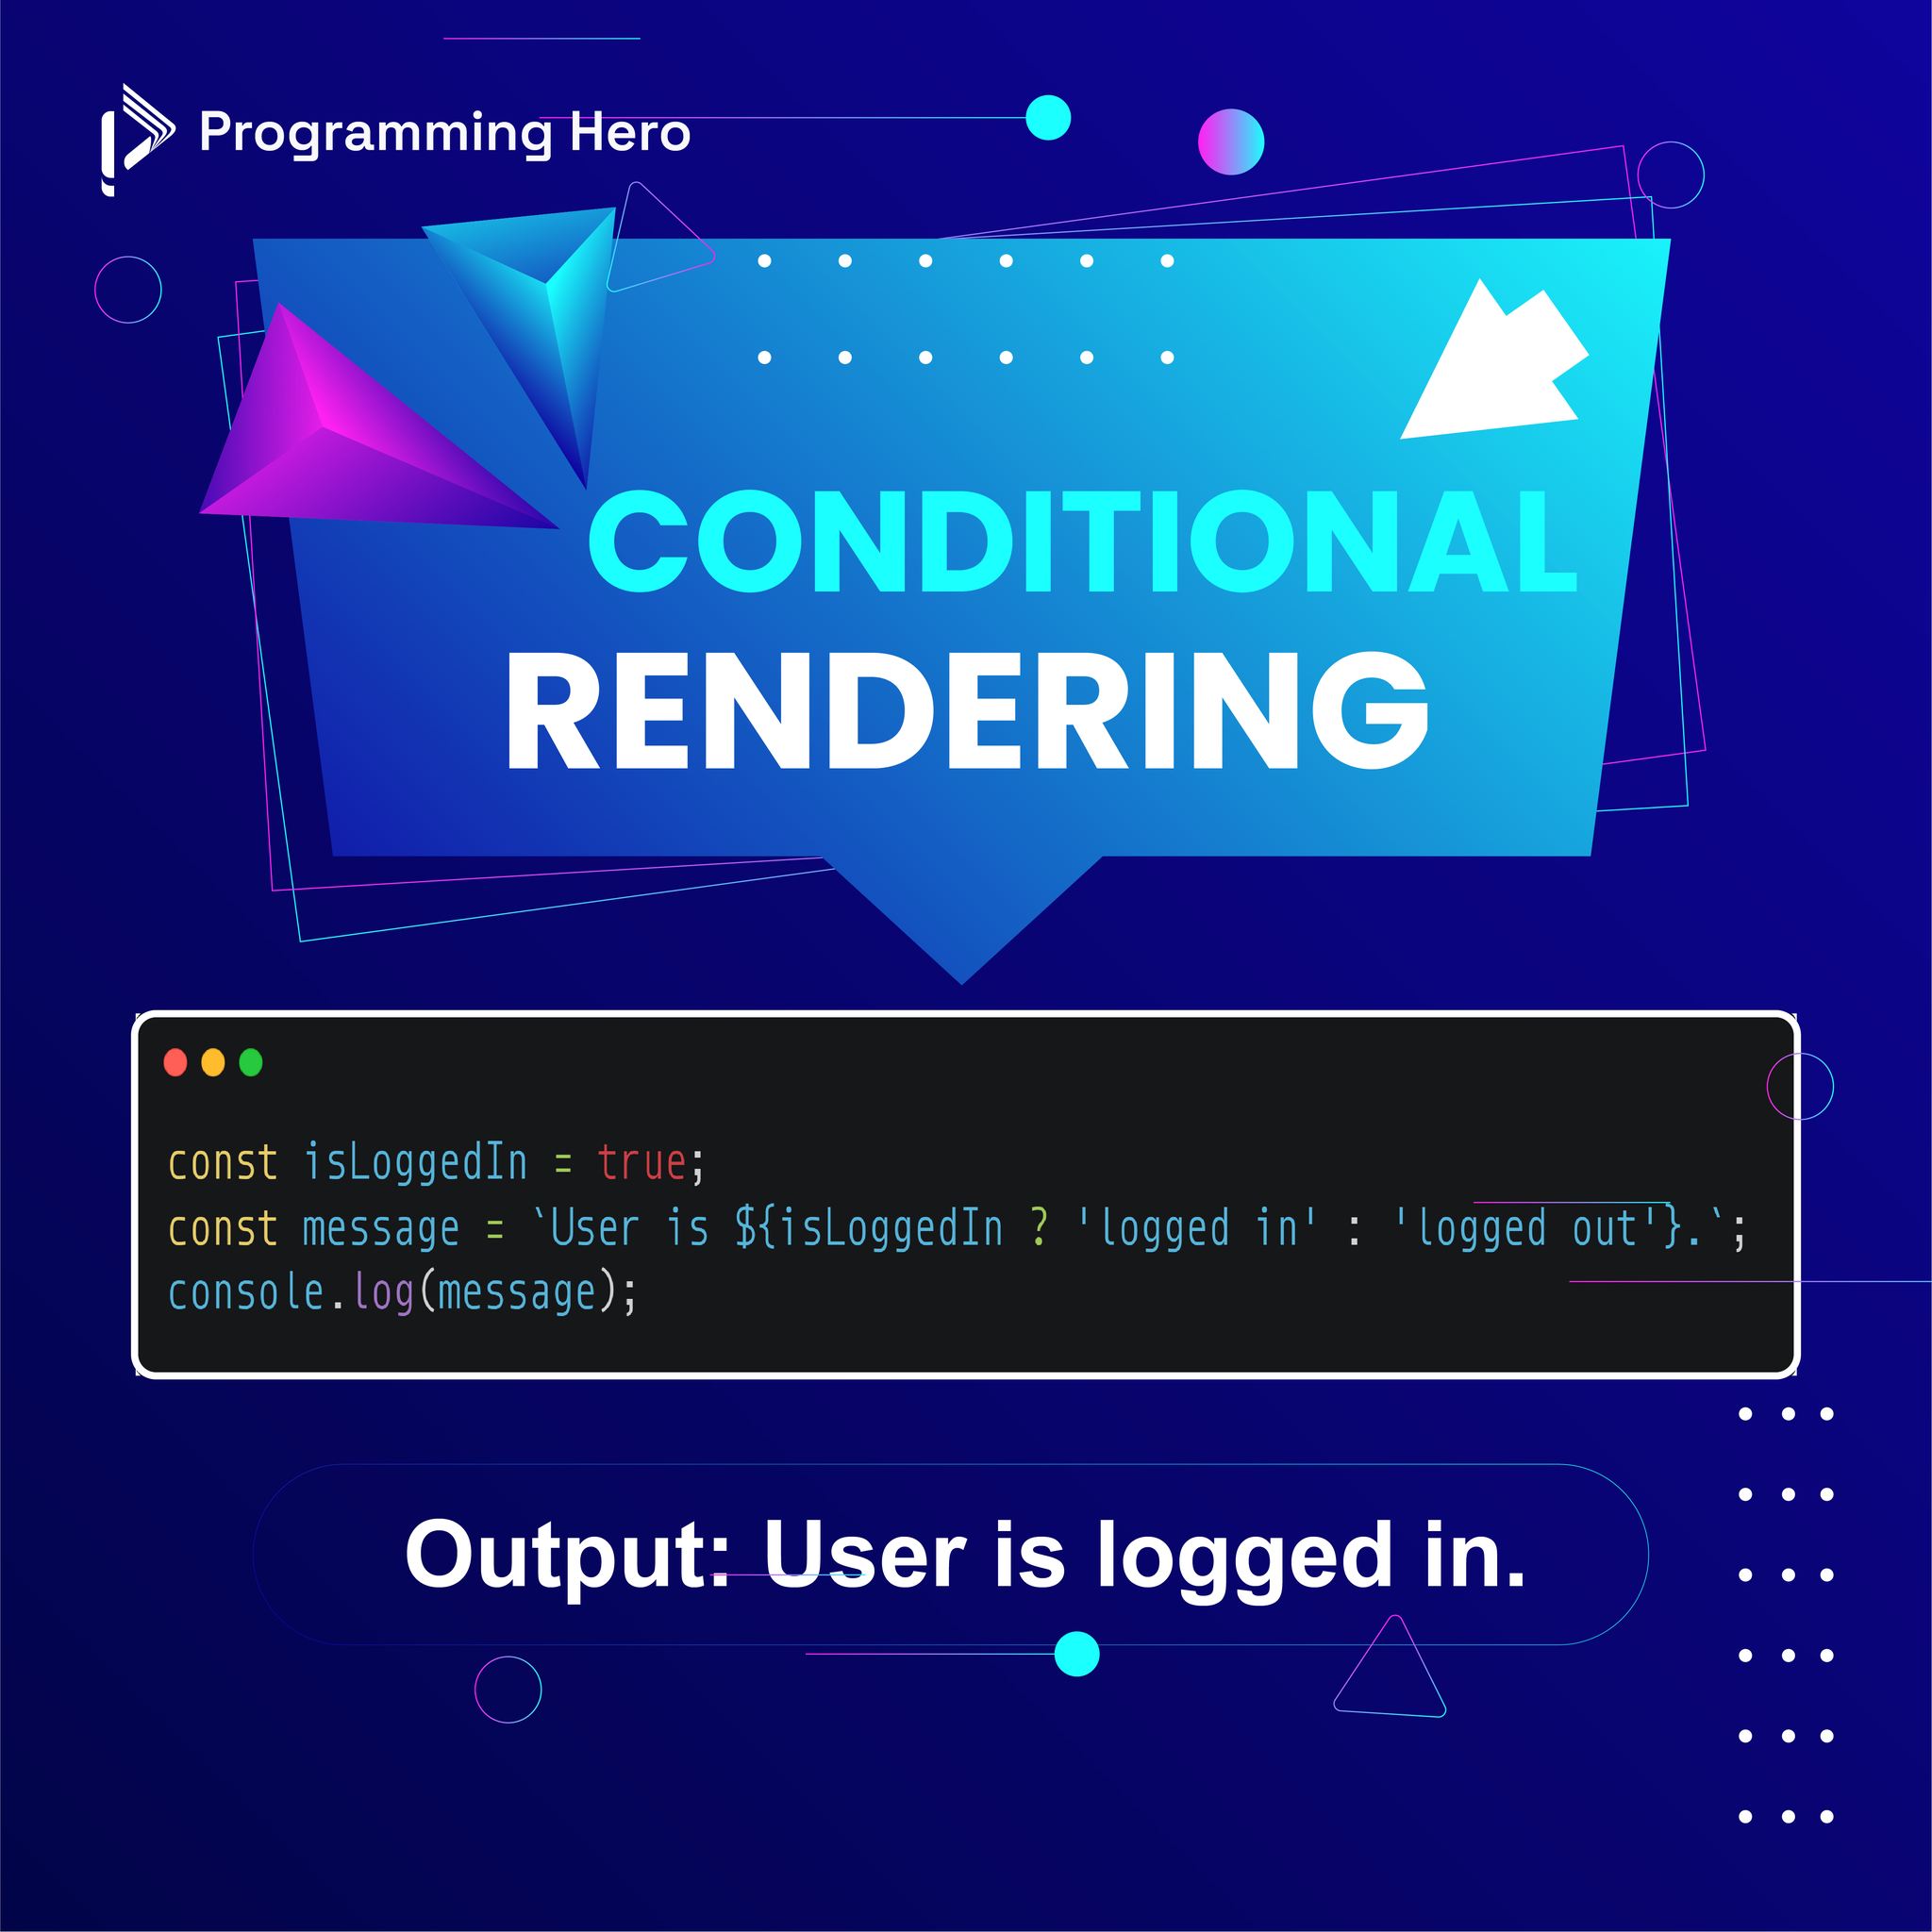 Programming Hero
CONDITIONAL
RENDERING
const isLoggedIn = true;
const message = `User is ${isLoggedIn ? 'logged in' : 'logged out'}.`;
console.log(message);
Output: User is logged in.